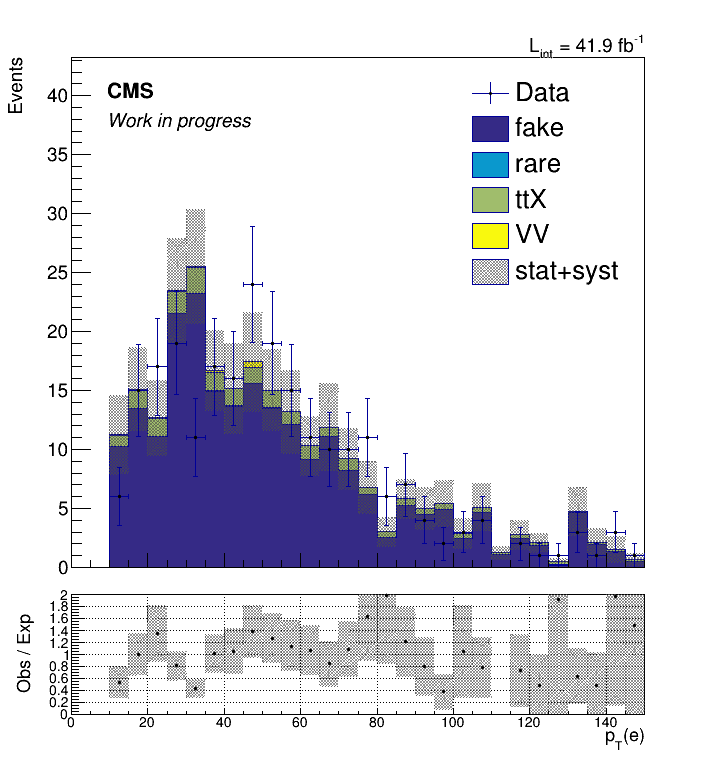 L_int = 41.9 fb^-1
Events
CMS
Work in progress
Data
fake
rare
ttX
VV
stat+syst
40
35
30
25
20
15
10
5
0
Obs / Exp
2
1.8
1.6
1.4
1.2
1
0.8
0.6
0.4
0.2
0
0 20 40 60 80 100 120 140
p_T(e)